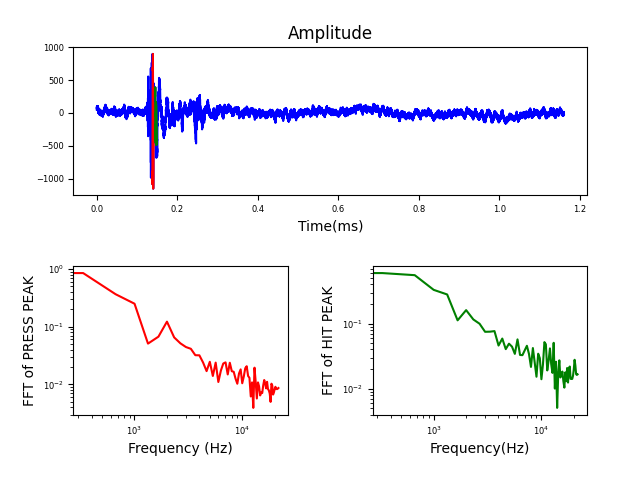 Amplitude
1000
500
0
−500
−1000
0.0 0.2 0.4 0.6 0.8 1.0 1.2
Time(ms)
FFT of PRESS PEAK
10⁰
10⁻¹
10⁻²
10³ 10⁴
Frequency (Hz)
FFT of HIT PEAK
10⁻¹
10⁻²
10³ 10⁴
Frequency(Hz)